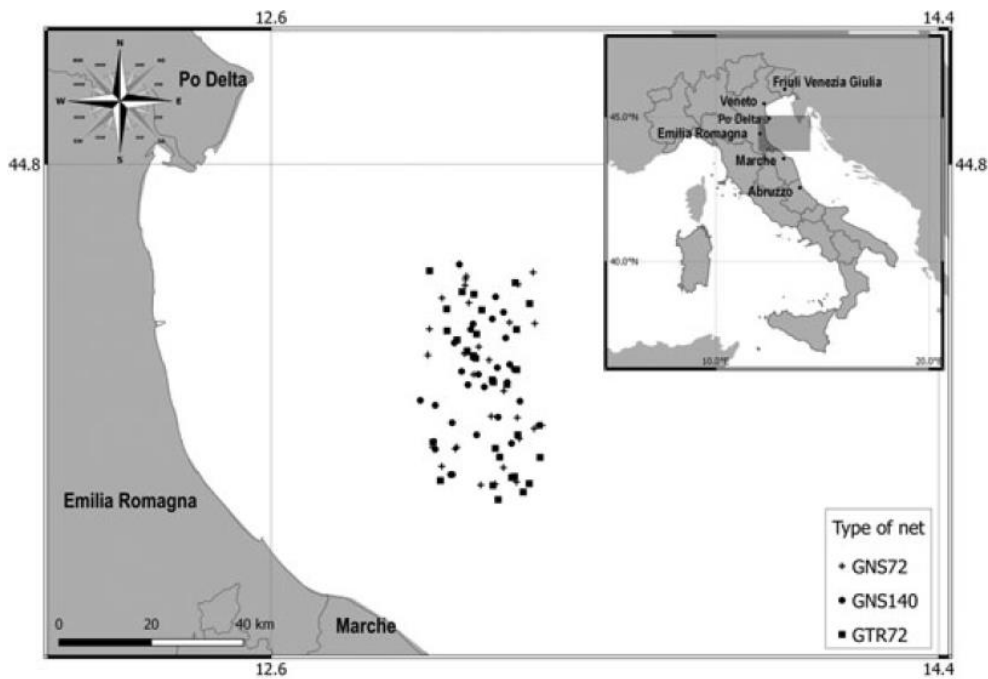 12.6
14.4
N
W
E
S
Po Delta
44.8
44.8
Friuli Venezia Giulia
Veneto
45.0°N
Po Delta
Emilia Romagna
Marche
Abruzzo
40.0°N
10.0°E
20.0°E
Emilia Romagna
Marche
0
20
40 km
Type of net
GNS72
GNS140
GTR72
12.6
14.4